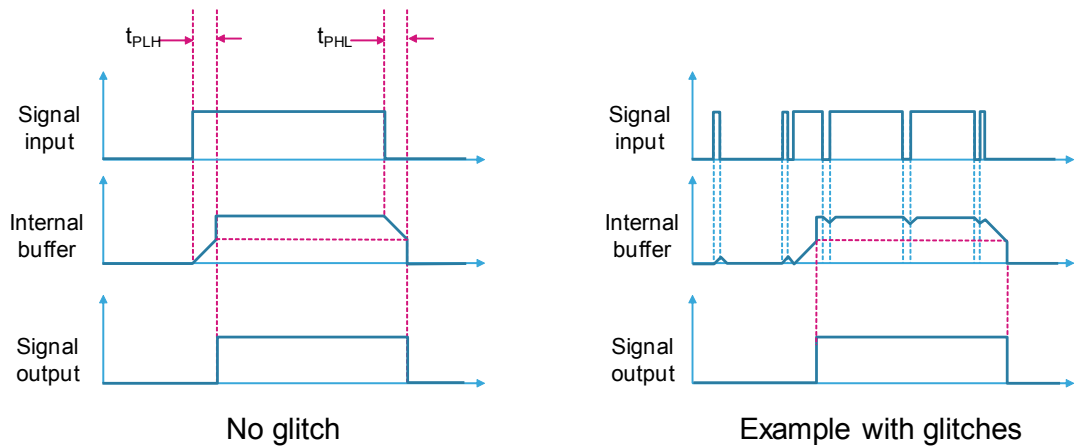 tPLH
tPHL
Signal
input
Internal
buffer
Signal
output
No glitch
Signal
input
Internal
buffer
Signal
output
Example with glitches